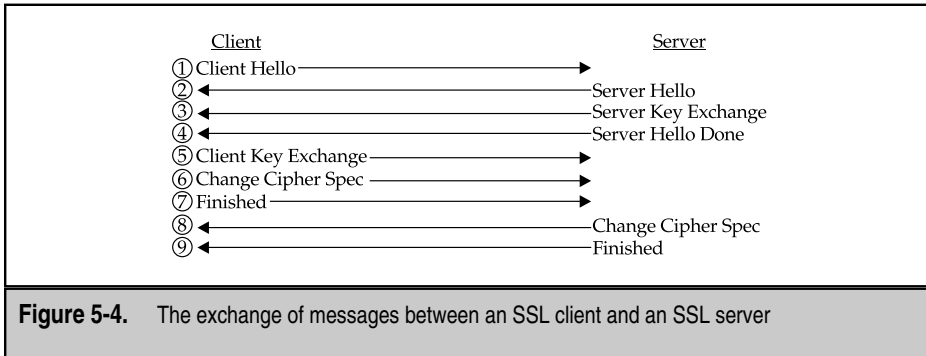 Client Server
① Client Hello
② Server Hello
③ Server Key Exchange
④ Server Hello Done
⑤ Client Key Exchange
⑥ Change Cipher Spec
⑦ Finished
⑧ Change Cipher Spec
⑨ Finished
Figure 5-4. The exchange of messages between an SSL client and an SSL server